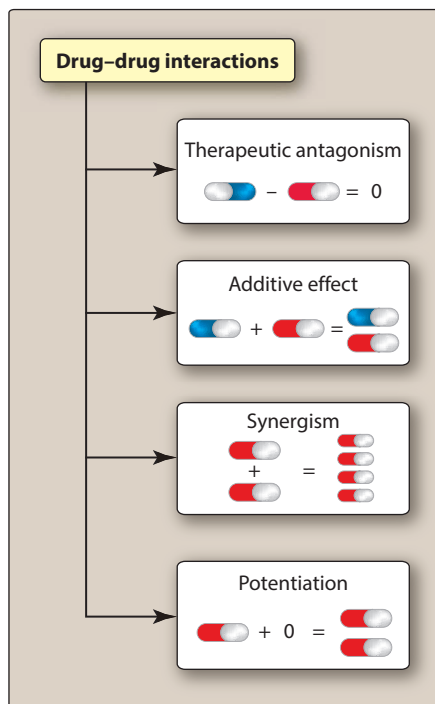 Drug–drug interactions
Therapeutic antagonism
– = 0
Additive effect
+ =
Synergism
+ =
Potentiation
+ 0 =